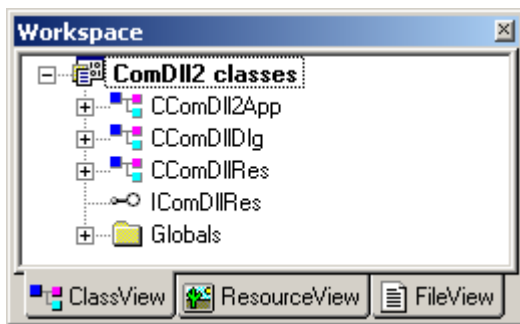 Workspace
ComDll2 classes
CComDll2App
CComDllDlg
CComDllRes
IComDllRes
Globals
ClassView ResourceView FileView